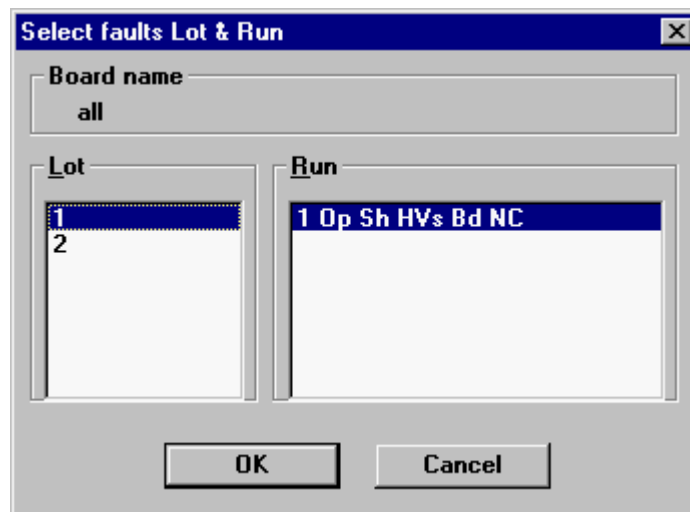 Select faults Lot & Run
Board name
all
Lot
1
2
Run
1 Op Sh HVs Bd NC
OK
Cancel